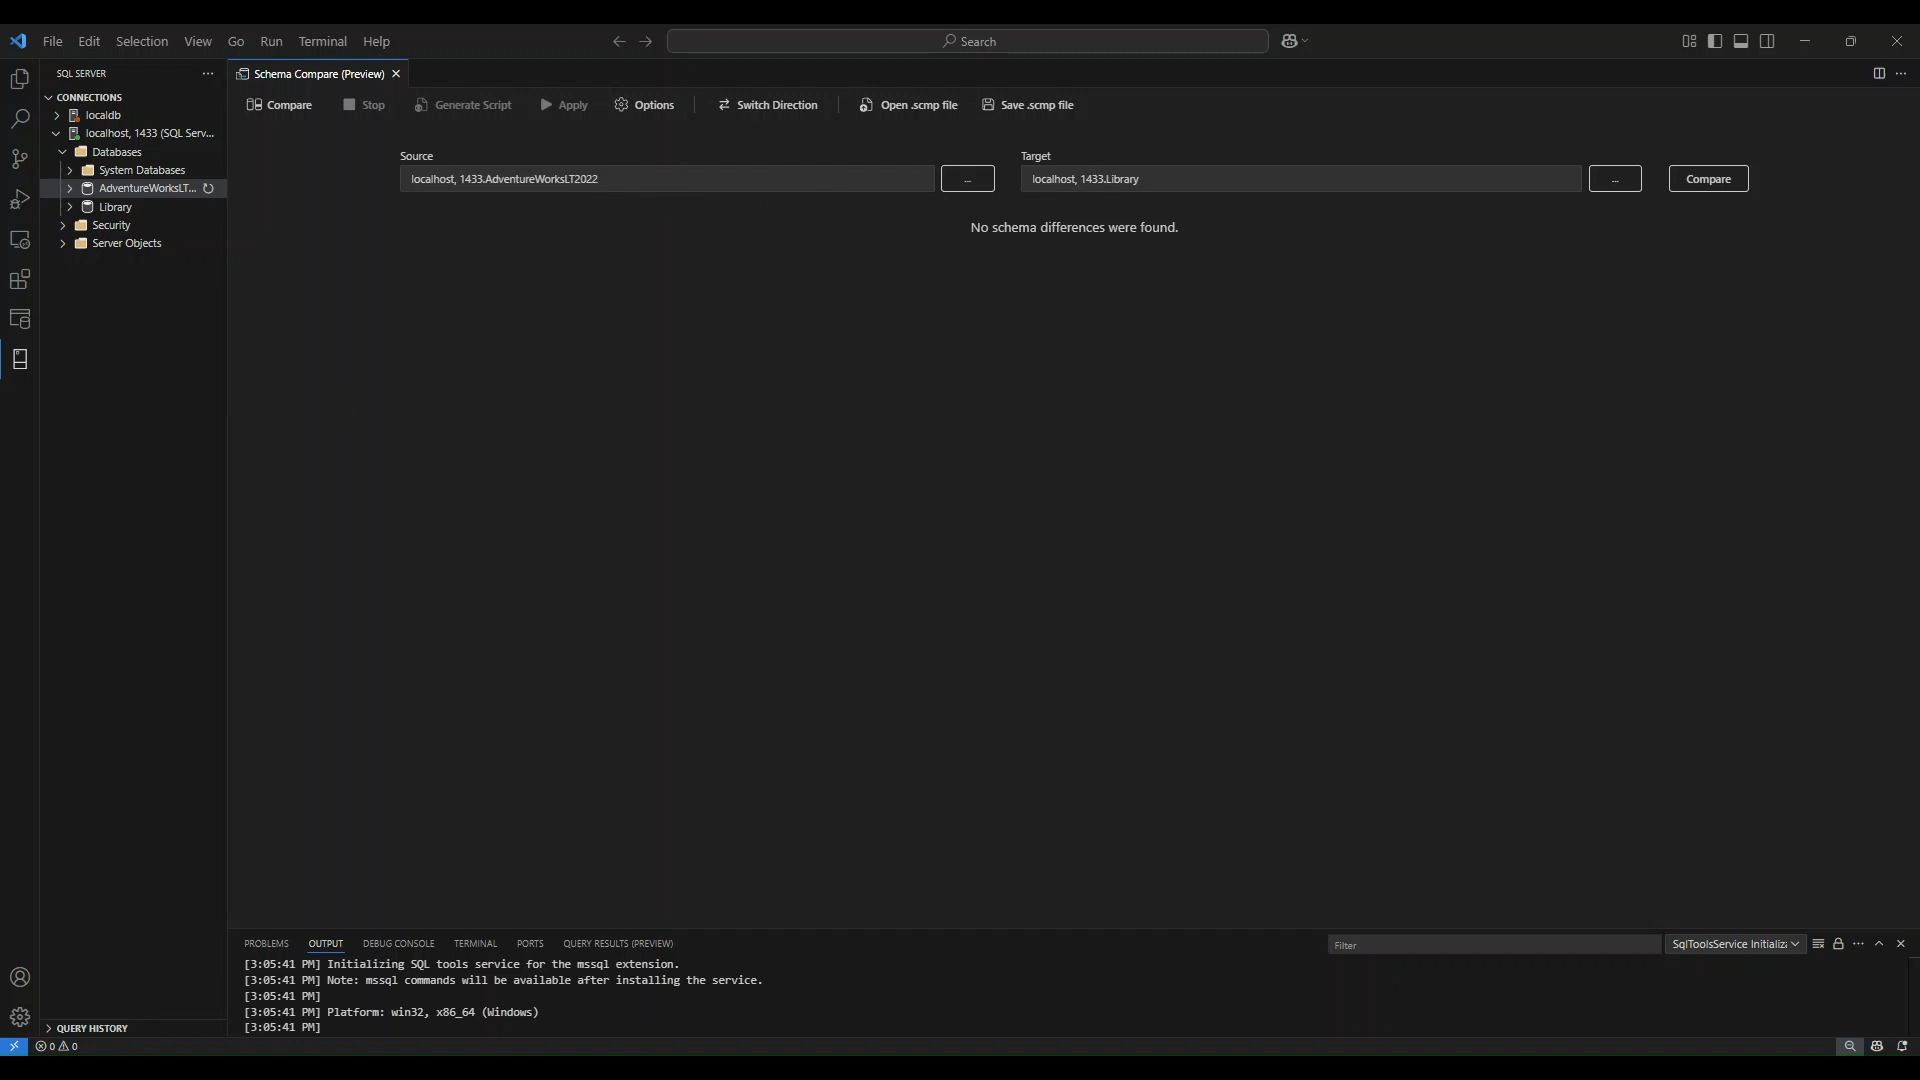 File Edit Selection View Go Run Terminal Help
Search
SQL SERVER
Schema Compare (Preview)
CONNECTIONS
localdb
localhost, 1433 (SQL Serv...
Databases
System Databases
AdventureWorksLT...
Library
Security
Server Objects
Compare Stop Generate Script Apply Options Switch Direction Open .scmp file Save .scmp file
Source
localhost, 1433.AdventureWorksLT2022
...
Target
localhost, 1433.Library
...
Compare
No schema differences were found.
PROBLEMS OUTPUT DEBUG CONSOLE TERMINAL PORTS QUERY RESULTS (PREVIEW)
Filter
SqlToolsService Initializ
[3:05:41 PM] Initializing SQL tools service for the mssql extension.
[3:05:41 PM] Note: mssql commands will be available after installing the service.
[3:05:41 PM]
[3:05:41 PM] Platform: win32, x86_64 (Windows)
[3:05:41 PM]
QUERY HISTORY
0 0